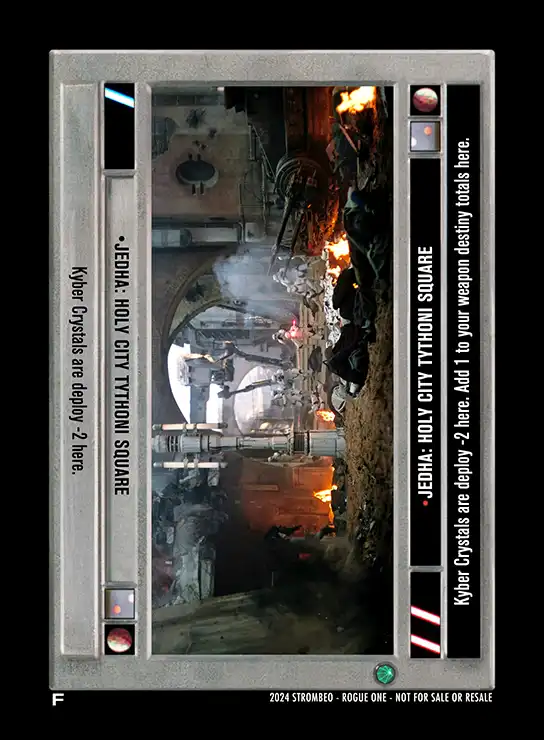 •JEDHA: HOLY CITY TYTHONI SQUARE
Kyber Crystals are deploy -2 here.
•JEDHA: HOLY CITY TYTHONI SQUARE
Kyber Crystals are deploy -2 here. Add 1 to your weapon destiny totals here.
F
2024 STROMBEO - ROGUE ONE - NOT FOR SALE OR RESALE